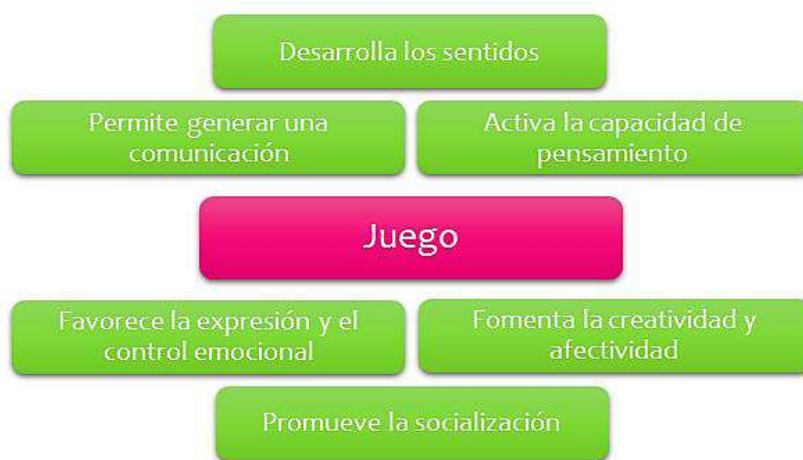 Desarrolla los sentidos
Permite generar una
comunicación
Activa la capacidad de
pensamiento
Juego
Favorece la expresión y el
control emocional
Fomenta la creatividad y
afectividad
Promueve la socialización